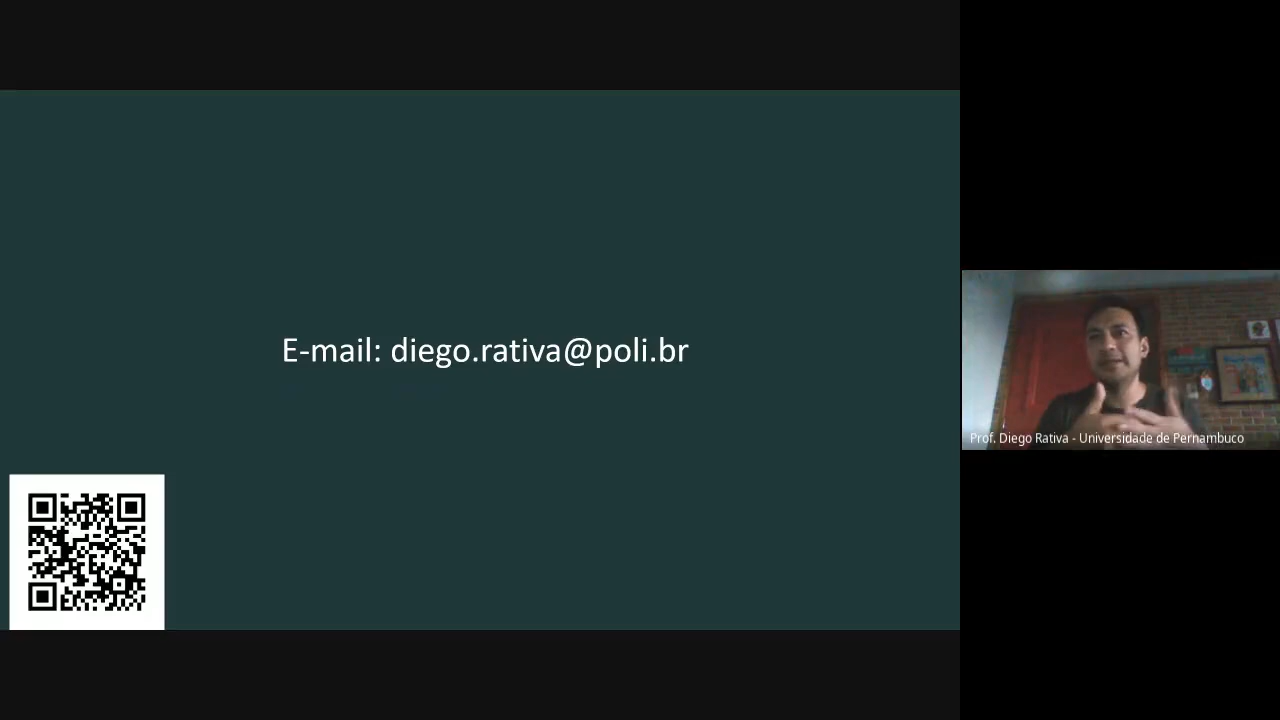 E-mail: diego.rativa@poli.br
Prof. Diego Rativa - Universidade de Pernambuco